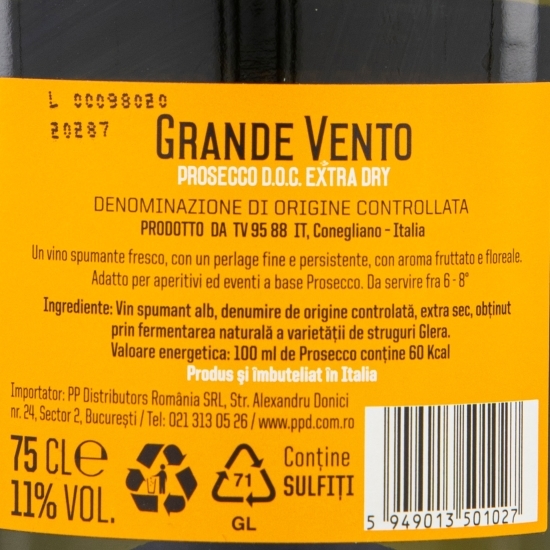 L 00098020
20287
GRANDE VENTO
PROSECCO D.O.C. EXTRA DRY
DENOMINAZIONE DI ORIGINE CONTROLLATA
PRODOTTO DA TV 95 88 IT, Conegliano - Italia
Un vino spumante fresco, con un perlage fine e persistente, con aroma fruttato e floreale.
Adatto per aperitivi ed eventi a base Prosecco. Da servire fra 6 - 8°
Ingrediente: Vin spumant alb, denumire de origine controlată, extra sec, obținut
prin fermentarea naturală a varietății de struguri Glera.
Valoare energetica: 100 ml de Prosecco conține 60 Kcal
Produs și îmbuteliat în Italia
Importator: PP Distributors România SRL, Str. Alexandru Donici
nr. 24, Sector 2, București / Tel: 021 313 05 26 / www.ppd.com.ro
75 CL e
11% VOL.
71
GL
Conține
SULFIȚI
5 949013 501027